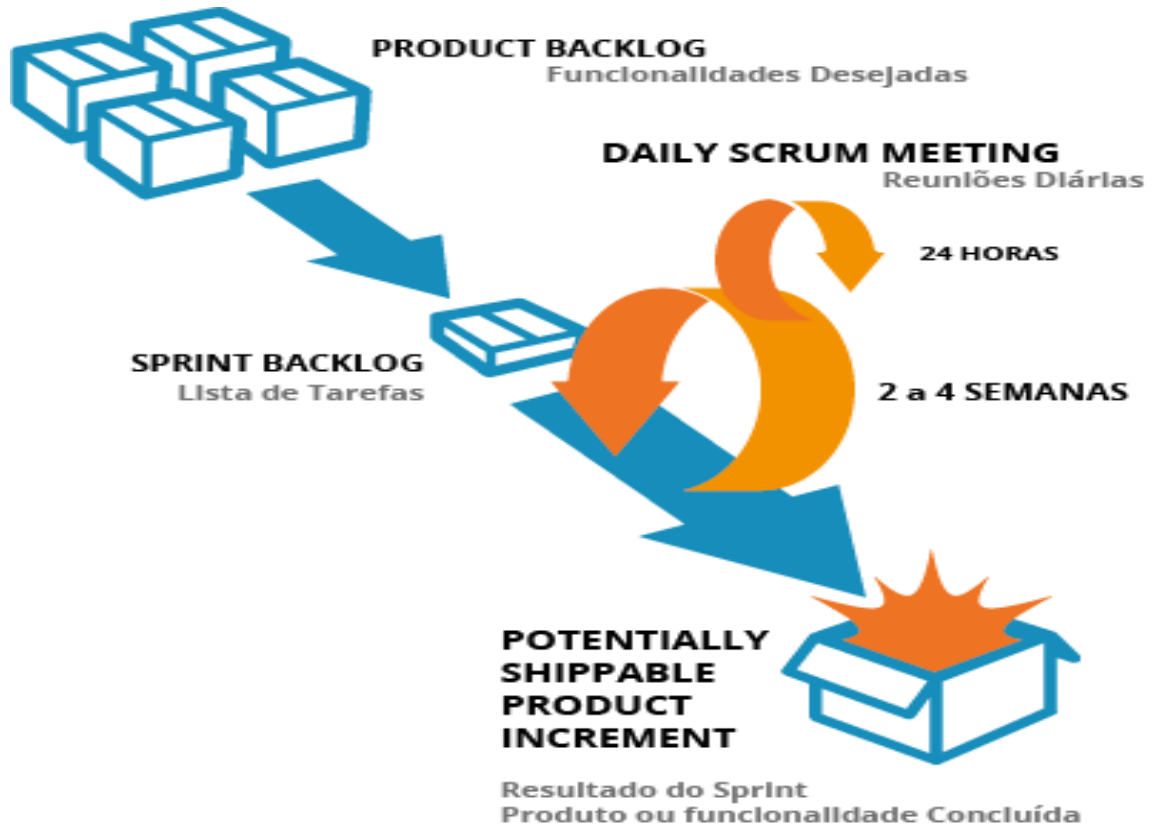 PRODUCT BACKLOG
Funcionalidades Desejadas
DAILY SCRUM MEETING
Reuniões Diárias
24 HORAS
SPRINT BACKLOG
Lista de Tarefas
2 a 4 SEMANAS
POTENTIALLY
SHIPPABLE
PRODUCT
INCREMENT
Resultado do Sprint
Produto ou funcionalidade Concluída